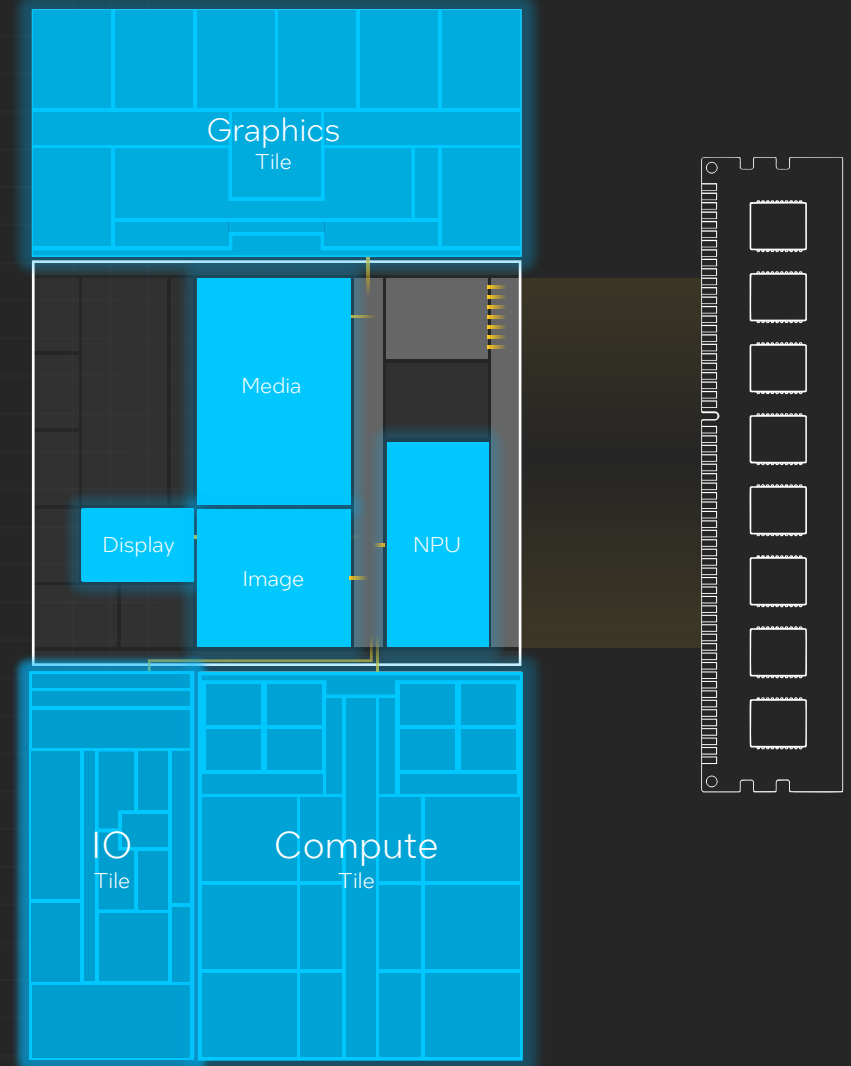 Graphics
Tile
Media
Display
Image
NPU
IO
Tile
Compute
Tile